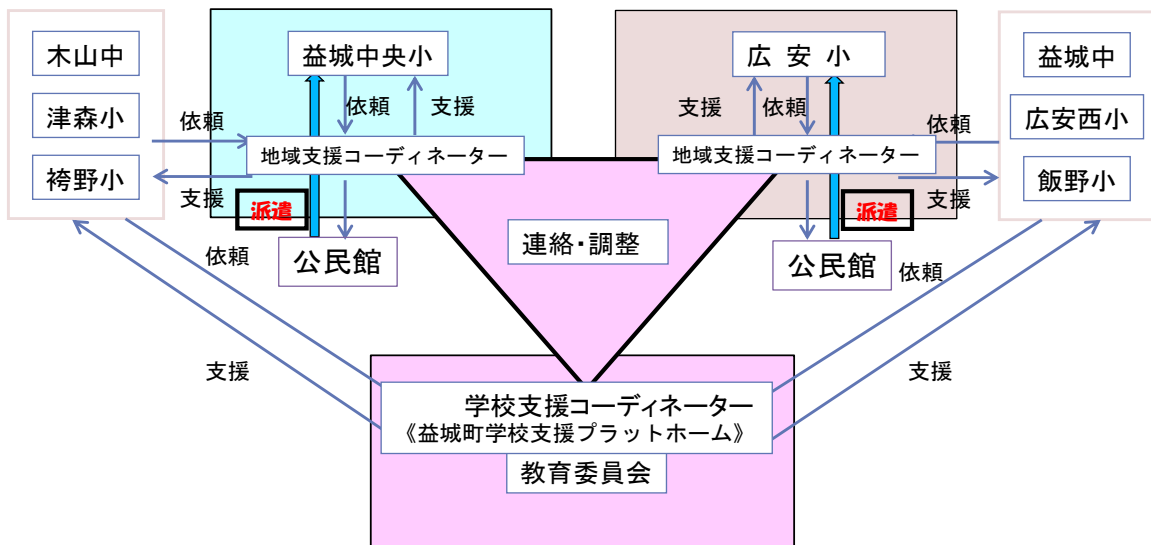 木山中
津森小
袴野小
益城中央小
依頼
支援
依頼
地域支援コーディネーター
支援
派遣
公民館
広 安 小
支援
依頼
地域支援コーディネーター
派遣
公民館
益城中
広安西小
飯野小
依頼
支援
連絡・調整
依頼
支援
依頼
支援
学校支援コーディネーター
《益城町学校支援プラットホーム》
教育委員会